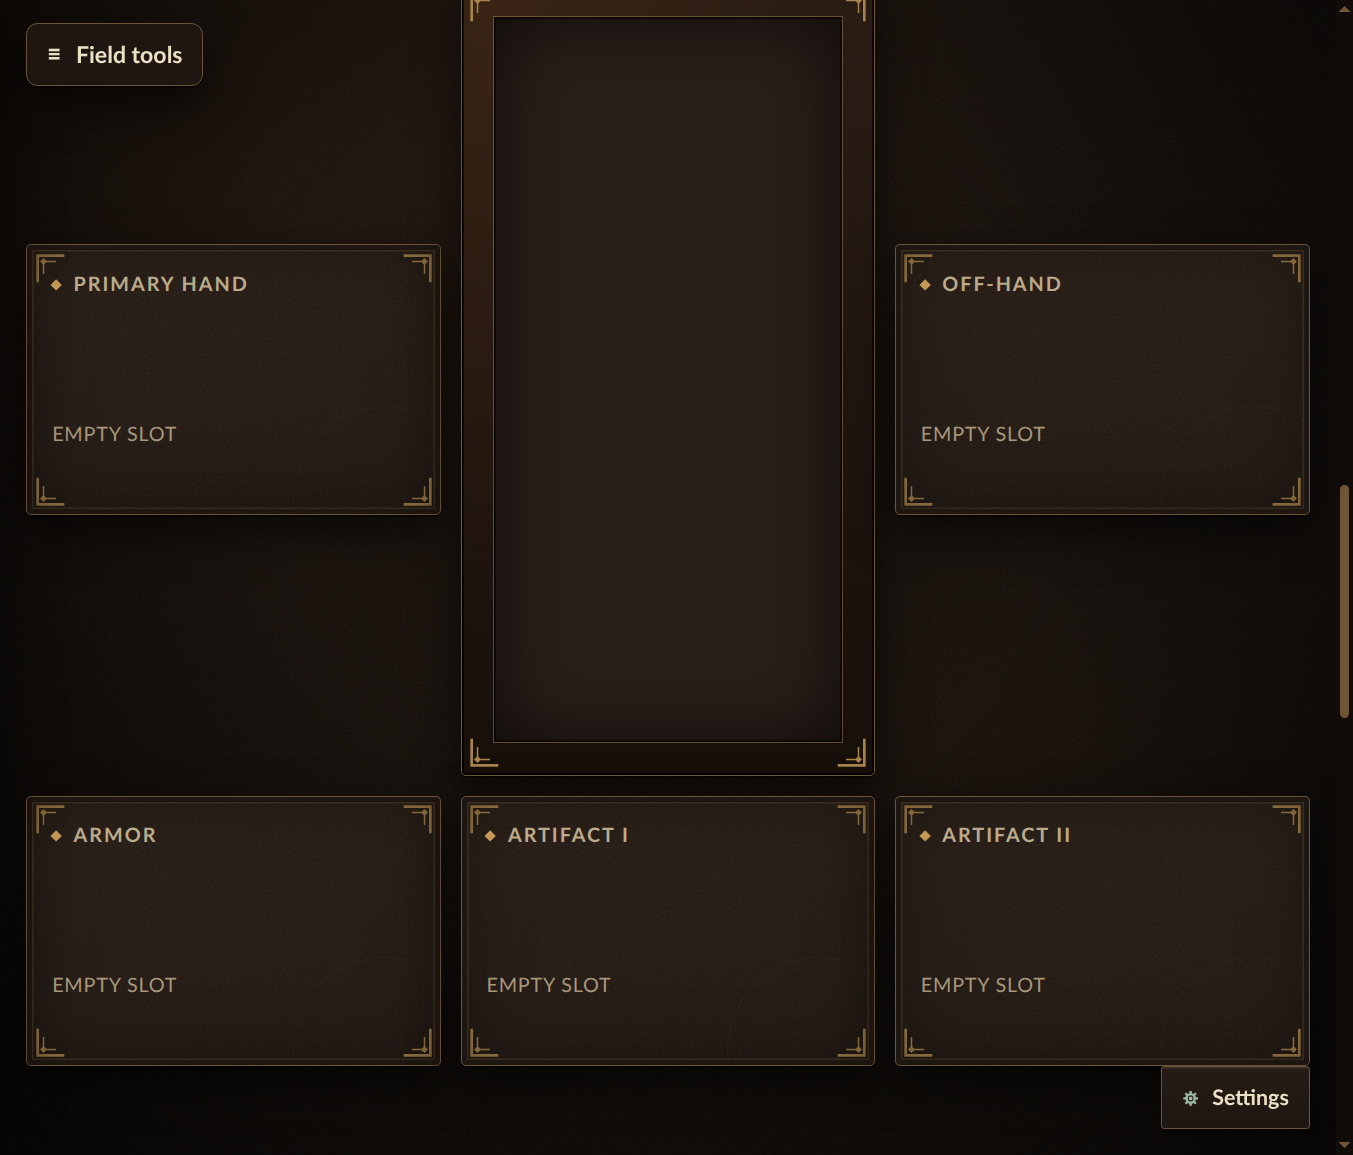 Field tools
PRIMARY HAND
EMPTY SLOT
OFF-HAND
EMPTY SLOT
ARMOR
EMPTY SLOT
ARTIFACT I
EMPTY SLOT
ARTIFACT II
EMPTY SLOT
Settings